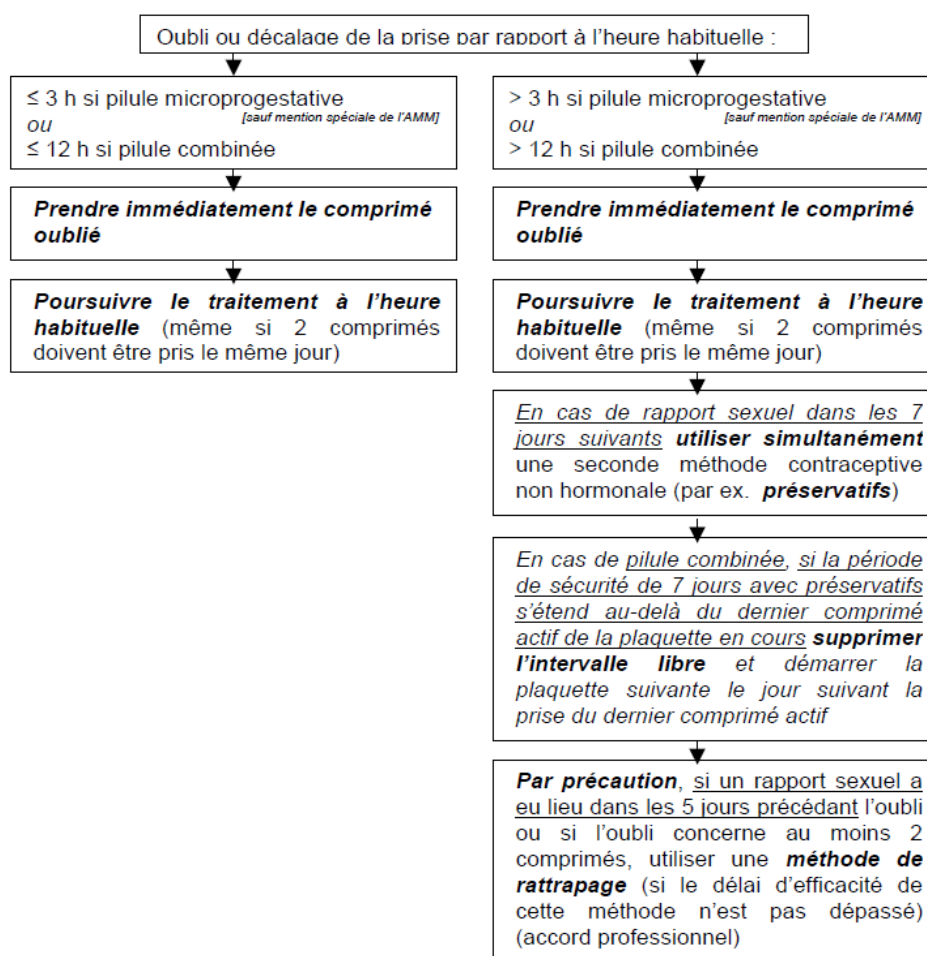 Oubli ou décalage de la prise par rapport à l'heure habituelle :
≤ 3 h si pilule microprogestative
[sauf mention spéciale de l'AMM]
ou
≤ 12 h si pilule combinée
Prendre immédiatement le comprimé
oublié
Poursuivre le traitement à l'heure
habituelle (même si 2 comprimés
doivent être pris le même jour)
> 3 h si pilule microprogestative
[sauf mention spéciale de l'AMM]
ou
> 12 h si pilule combinée
Prendre immédiatement le comprimé
oublié
Poursuivre le traitement à l'heure
habituelle (même si 2 comprimés
doivent être pris le même jour)
En cas de rapport sexuel dans les 7
jours suivants utiliser simultanément
une seconde méthode contraceptive
non hormonale (par ex. préservatifs)
En cas de pilule combinée, si la période
de sécurité de 7 jours avec préservatifs
s'étend au-delà du dernier comprimé
actif de la plaquette en cours supprimer
l'intervalle libre et démarrer la
plaquette suivante le jour suivant la
prise du dernier comprimé actif
Par précaution, si un rapport sexuel a
eu lieu dans les 5 jours précédant l'oubli
ou si l'oubli concerne au moins 2
comprimés, utiliser une méthode de
rattrapage (si le délai d'efficacité de
cette méthode n'est pas dépassé)
(accord professionnel)